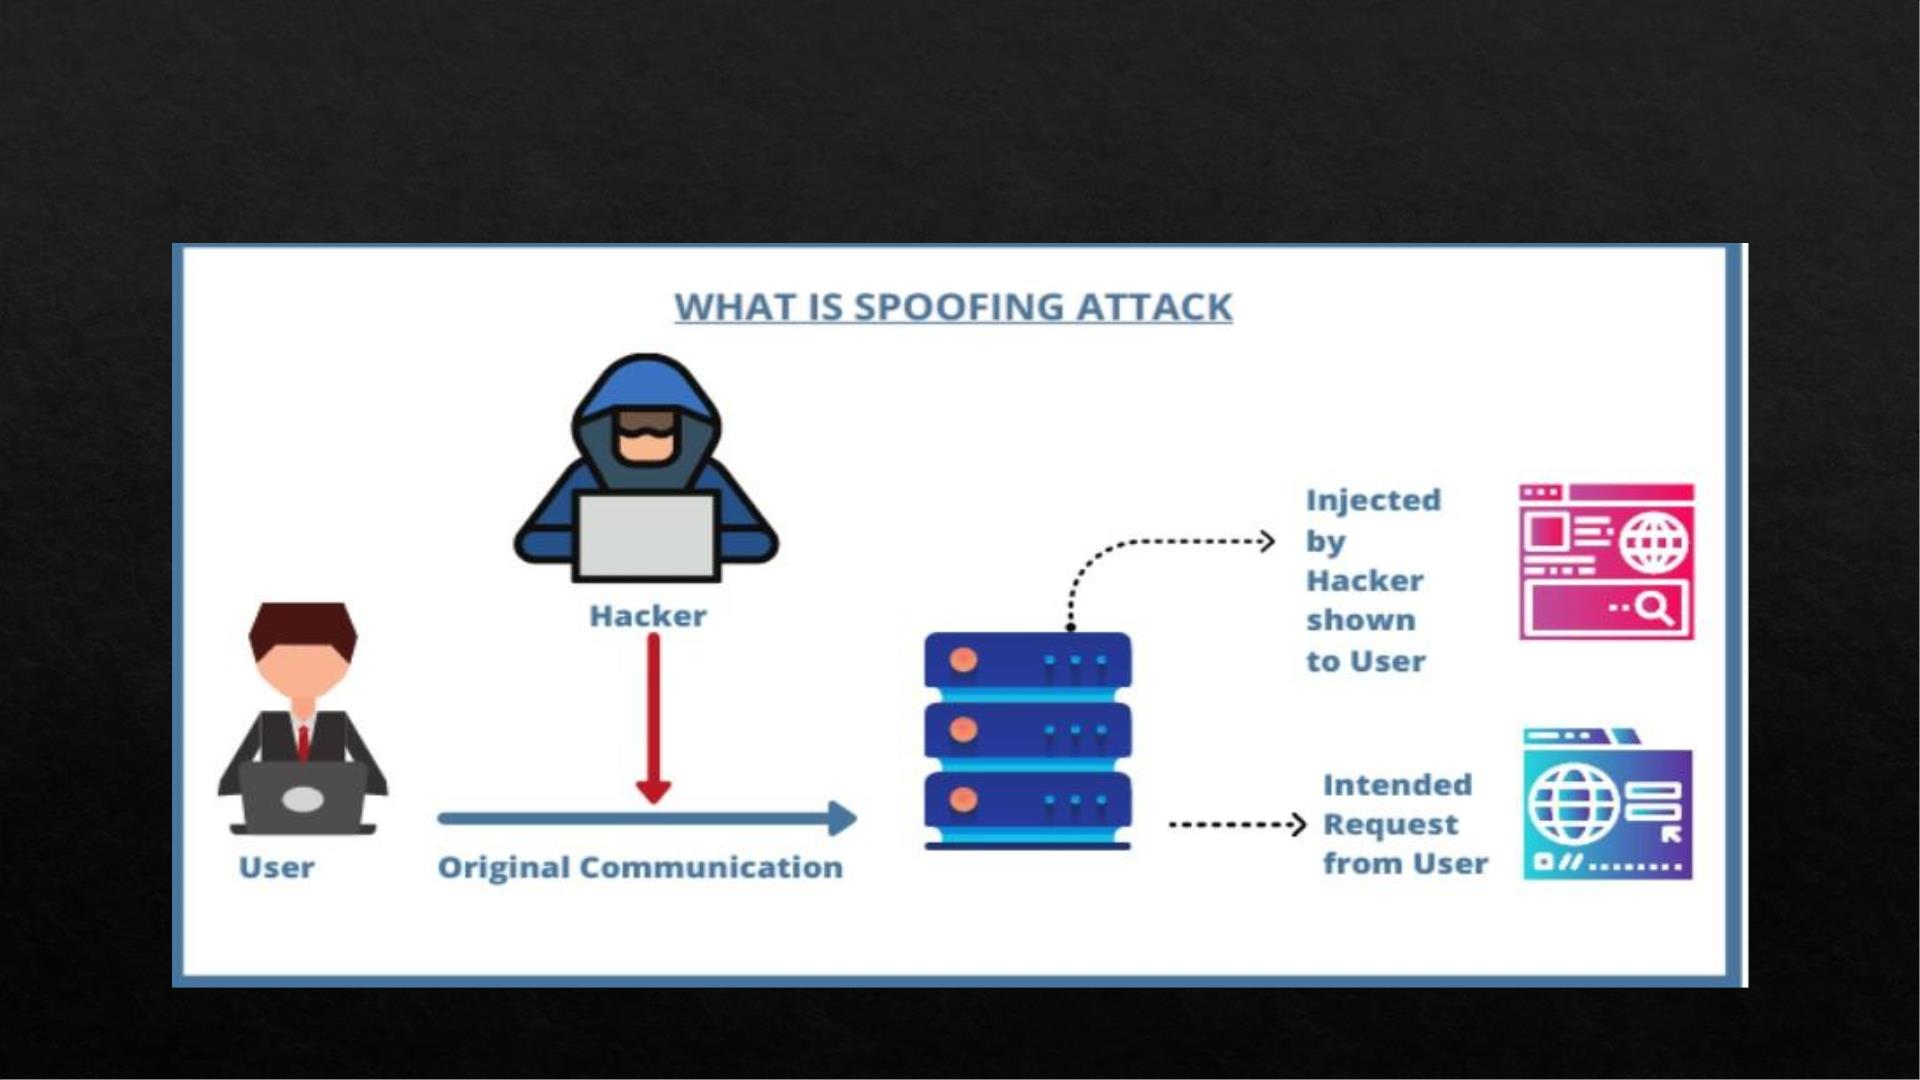 WHAT IS SPOOFING ATTACK
Hacker
User
Original Communication
Injected
by
Hacker
shown
to User
Intended
Request
from User